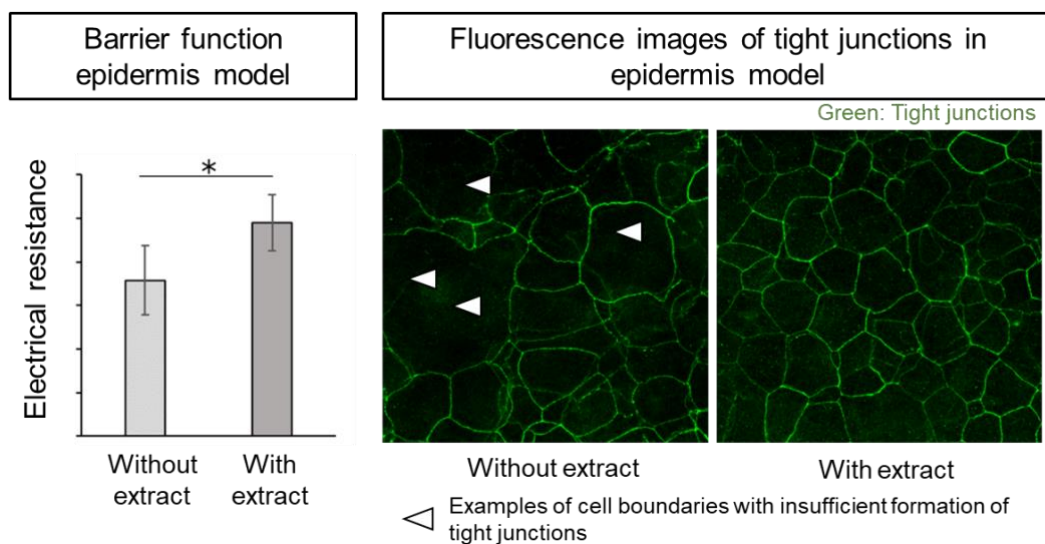 Barrier function
epidermis model
Fluorescence images of tight junctions in
epidermis model
Green: Tight junctions
*
Electrical resistance
Without
extract
With
extract
Without extract
With extract
Examples of cell boundaries with insufficient formation of
tight junctions